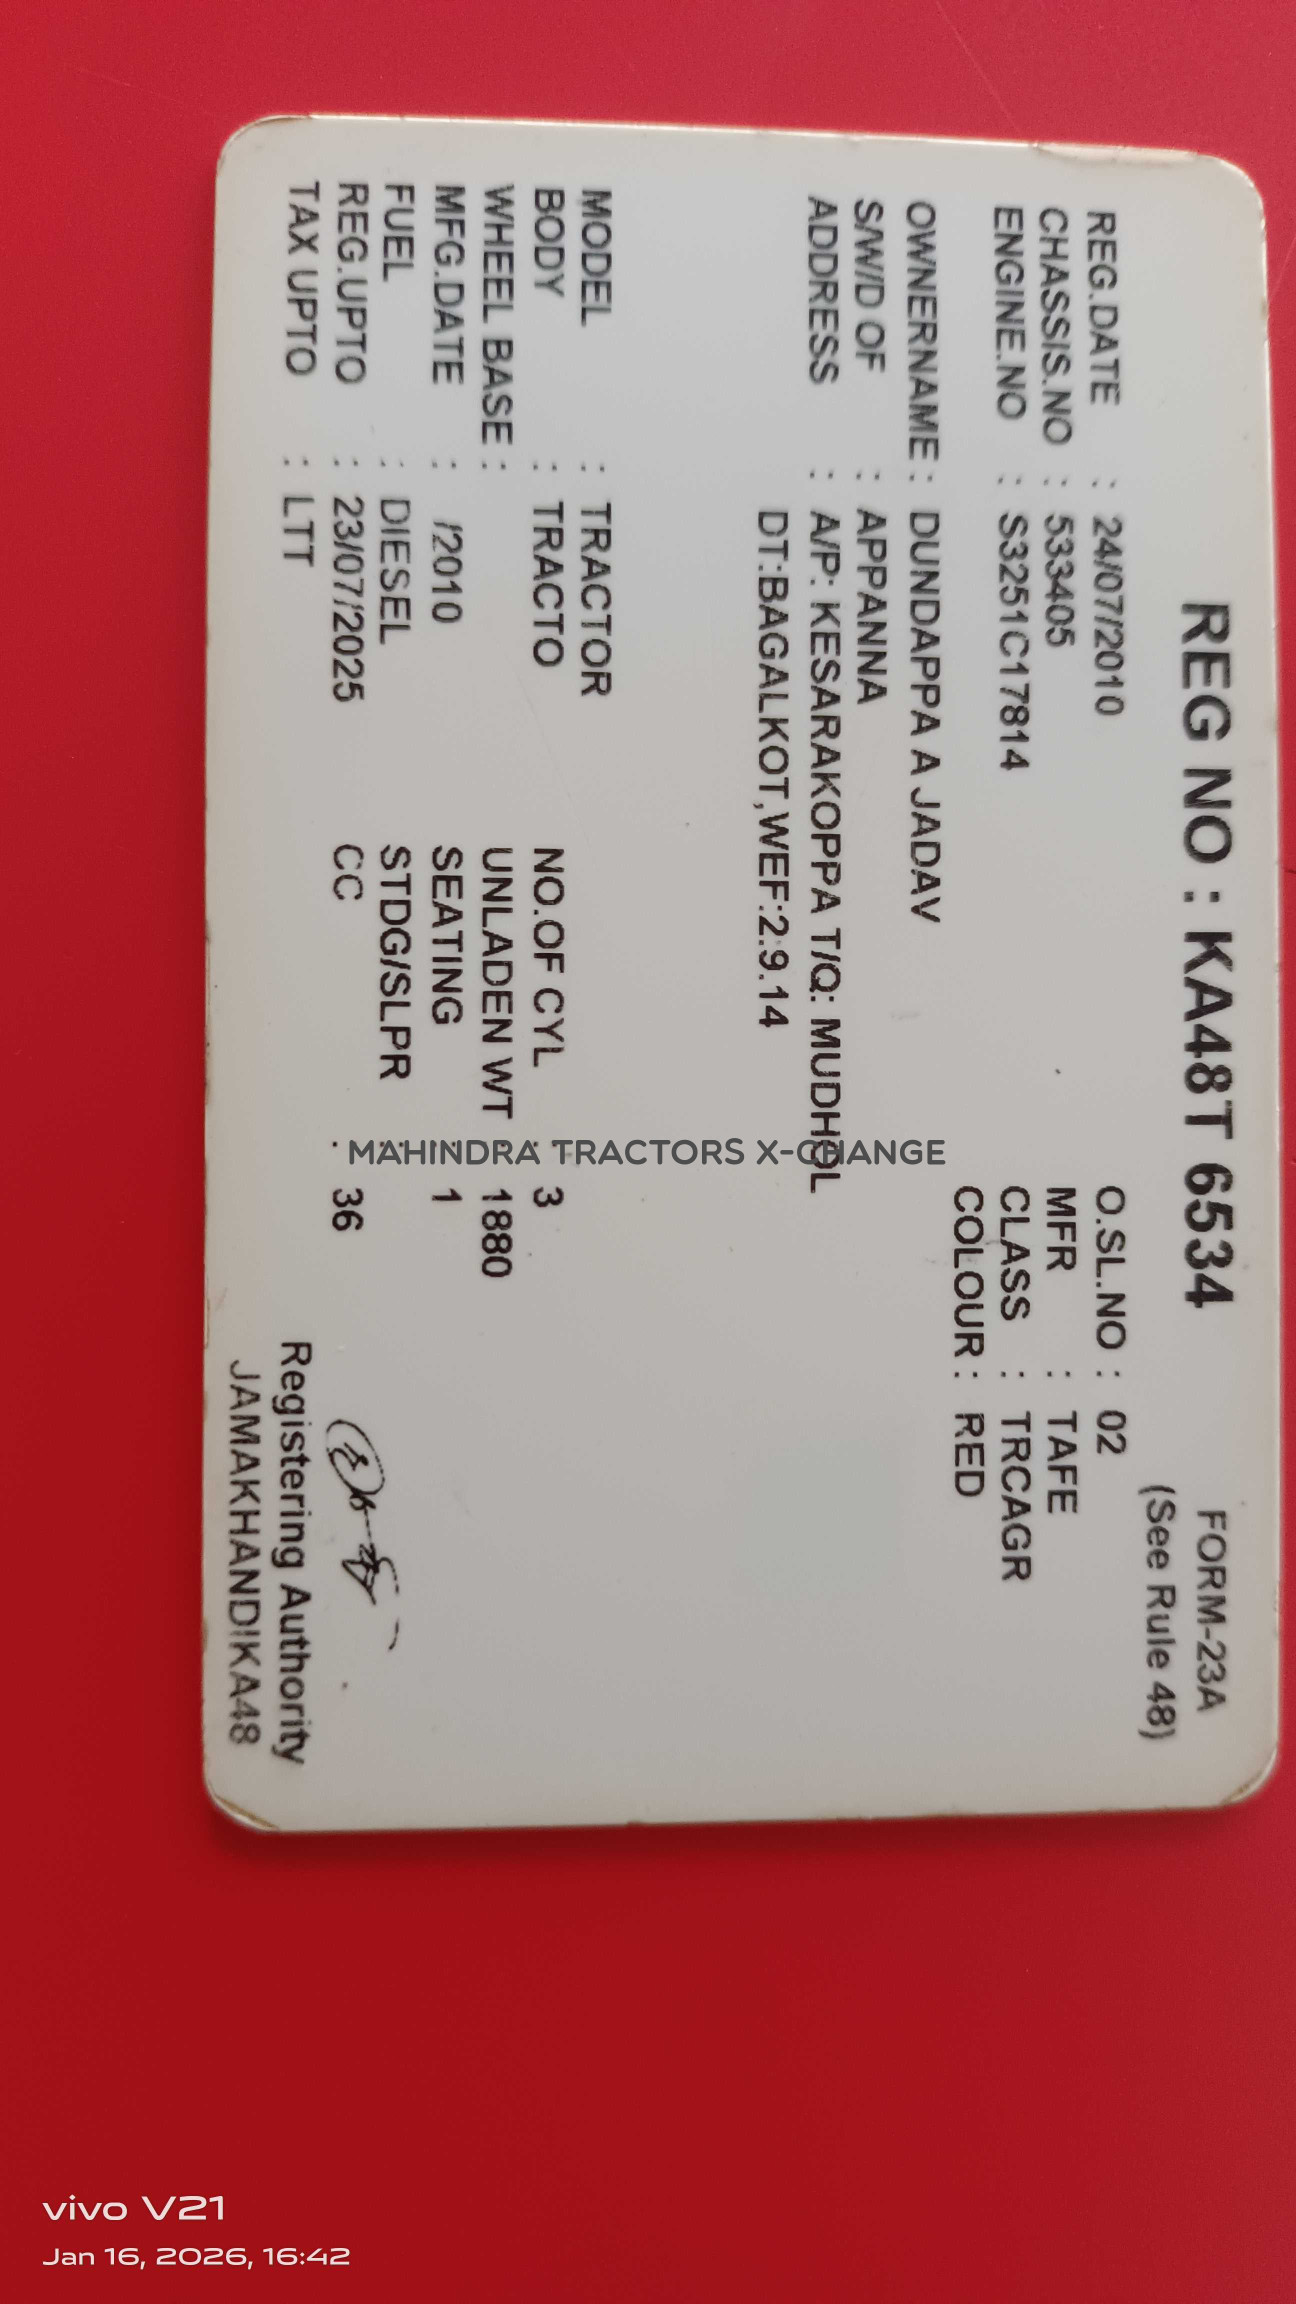 FORM-23A
REG NO : KA48T 6534
(See Rule 48)
REG.DATE : 24/07/2010 O.SL.NO : 02
CHASSIS.NO : 533405 MFR : TAFE
ENGINE.NO : S3251C17814 CLASS : TRCAGR
COLOUR : RED
OWNERNAME : DUNDAPPA A JADAV
S/W/D OF : APPANNA
ADDRESS : A/P: KESARAKOPPA T/Q: MUDHOL
DT:BAGALKOT,WEF:2.9.14
MODEL : TRACTOR
BODY : TRACTO NO.OF CYL : 3
WHEEL BASE : UNLADEN WT : 1880
MFG.DATE : /2010 SEATING : 1
FUEL : DIESEL STDG/SLPR :
REG.UPTO : 23/07/2025 CC : 36
TAX UPTO : LTT
Registering Authority
JAMAKHANDIKA48
MAHINDRA TRACTORS X-CHANGE
vivo V21
Jan 16, 2026, 16:42